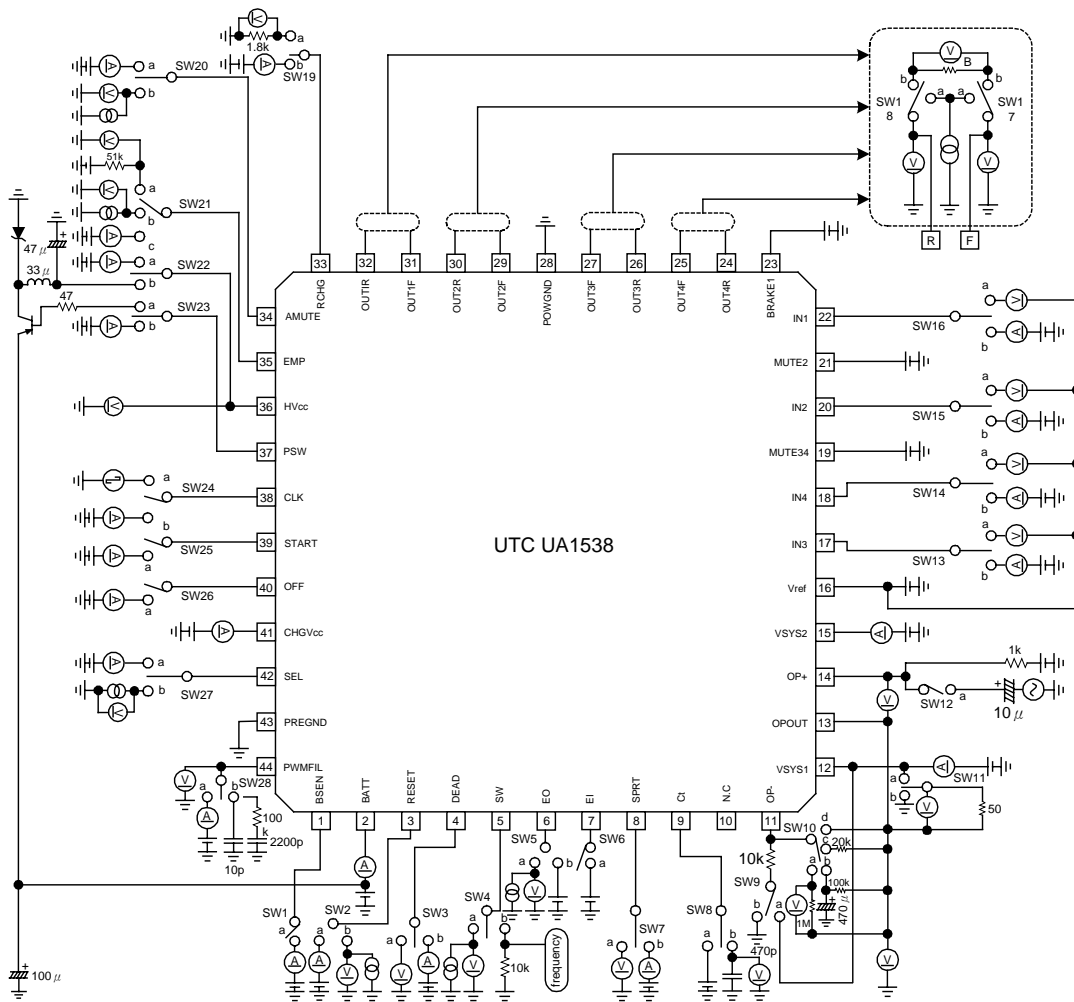 1.8k
a
b
SW19
a
SW20
b
51k
a
SW21
b
c
47 μ
33 μ
a
SW22
b
47
a
SW23
b
B
b
b
SW1
8
a
a
SW1
7
R
F
33
32
31
30
29
28
27
26
25
24
23
RCHG
OUT1R
OUT1F
OUT2R
OUT2F
POWGND
OUT3F
OUT3R
OUT4F
OUT4R
BRAKE1
34 AMUTE
35 EMP
36 HVcc
37 PSW
38 CLK
39 START
40 OFF
41 CHGVcc
42 SEL
43 PREGND
44 PWMFIL
IN1 22
MUTE2 21
IN2 20
MUTE34 19
IN4 18
IN3 17
Vref 16
VSYS2 15
OP+ 14
OPOUT 13
VSYS1 12
UTC UA1538
a
SW24
b
SW25
a
SW26
a
a
SW27
b
SW28
a
b
100
k
2200p
10p
a
SW16
b
a
SW15
b
a
SW14
b
a
SW13
b
1k
SW12
a
10 μ
SW11
a
b
50
BSEN
BATT
RESET
DEAD
SW
EO
EI
SPRT
Ct
N.C
OP-
1
2
3
4
5
6
7
8
9
10
11
SW1
a
SW2
a
b
SW3
a
b
SW4
a
b
10k
frequency
SW5
a
b
SW6
a
SW7
a
b
SW8
a
b
470p
10k
SW9
b
a
SW10
d
c
20k
b
a
100k
1M
470 μ
100 μ